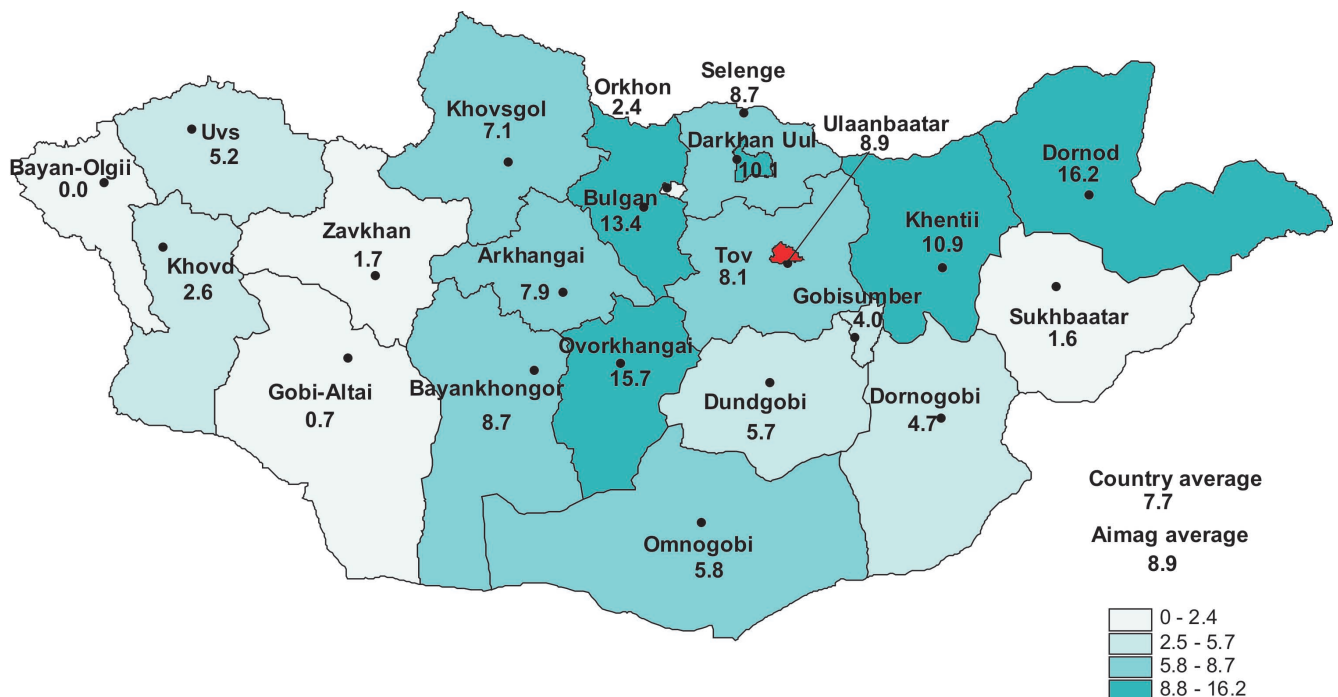 Selenge
8.7
Orkhon
2.4
Ulaanbaatar
8.9
Khovsgol
7.1
Uvs
5.2
Darkhan Uul
10.1
Dornod
16.2
Bayan-Olgii
0.0
Bulgan
13.4
Khentii
10.9
Zavkhan
1.7
Arkhangai
7.9
Tov
8.1
Khovd
2.6
Gobisumber
4.0
Sukhbaatar
1.6
Ovorkhangai
15.7
Gobi-Altai
0.7
Bayankhongor
8.7
Dundgobi
5.7
Dornogobi
4.7
Omnogobi
5.8
Country average
7.7
Aimag average
8.9
0 - 2.4
2.5 - 5.7
5.8 - 8.7
8.8 - 16.2